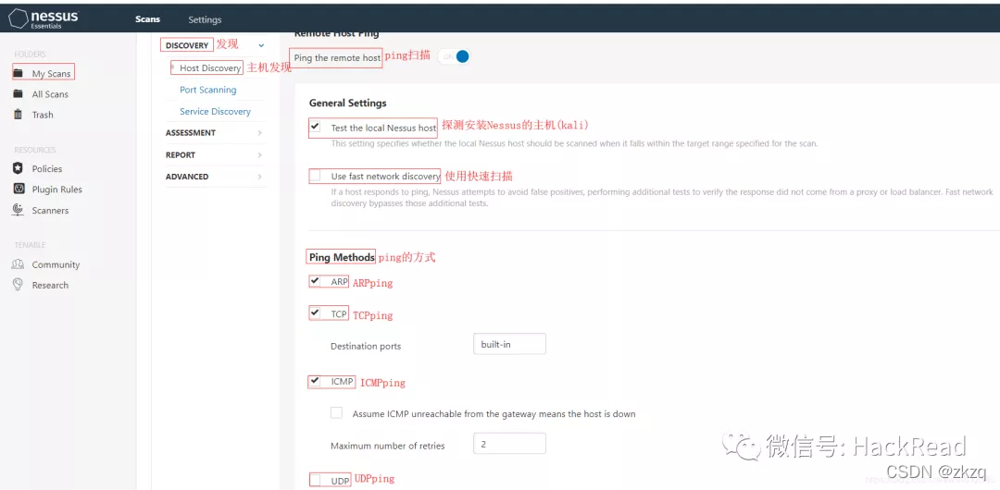 nessus
Essentials
Scans
Settings
FOLDERS
My Scans
All Scans
Trash
RESOURCES
Policies
Plugin Rules
Scanners
TENABLE
Community
Research
DISCOVERY 发现
Host Discovery 主机发现
Port Scanning
Service Discovery
ASSESSMENT
REPORT
ADVANCED
Remote Host Ping
Ping the remote host ping扫描
ON
General Settings
Test the local Nessus host 探测安装Nessus的主机(kali)
This setting specifies whether the local Nessus host should be scanned when it falls within the target range specified for the scan.
Use fast network discovery 使用快速扫描
If a host responds to ping, Nessus attempts to avoid false positives, performing additional tests to verify the response did not come from a proxy or load balancer. Fast network
discovery bypasses those additional tests.
Ping Methods ping的方式
ARP ARPping
TCP TCPping
Destination ports built-in
ICMP ICMPping
Assume ICMP unreachable from the gateway means the host is down
Maximum number of retries 2
UDP UDPping
微信号: HackRead
CSDN @zkzq